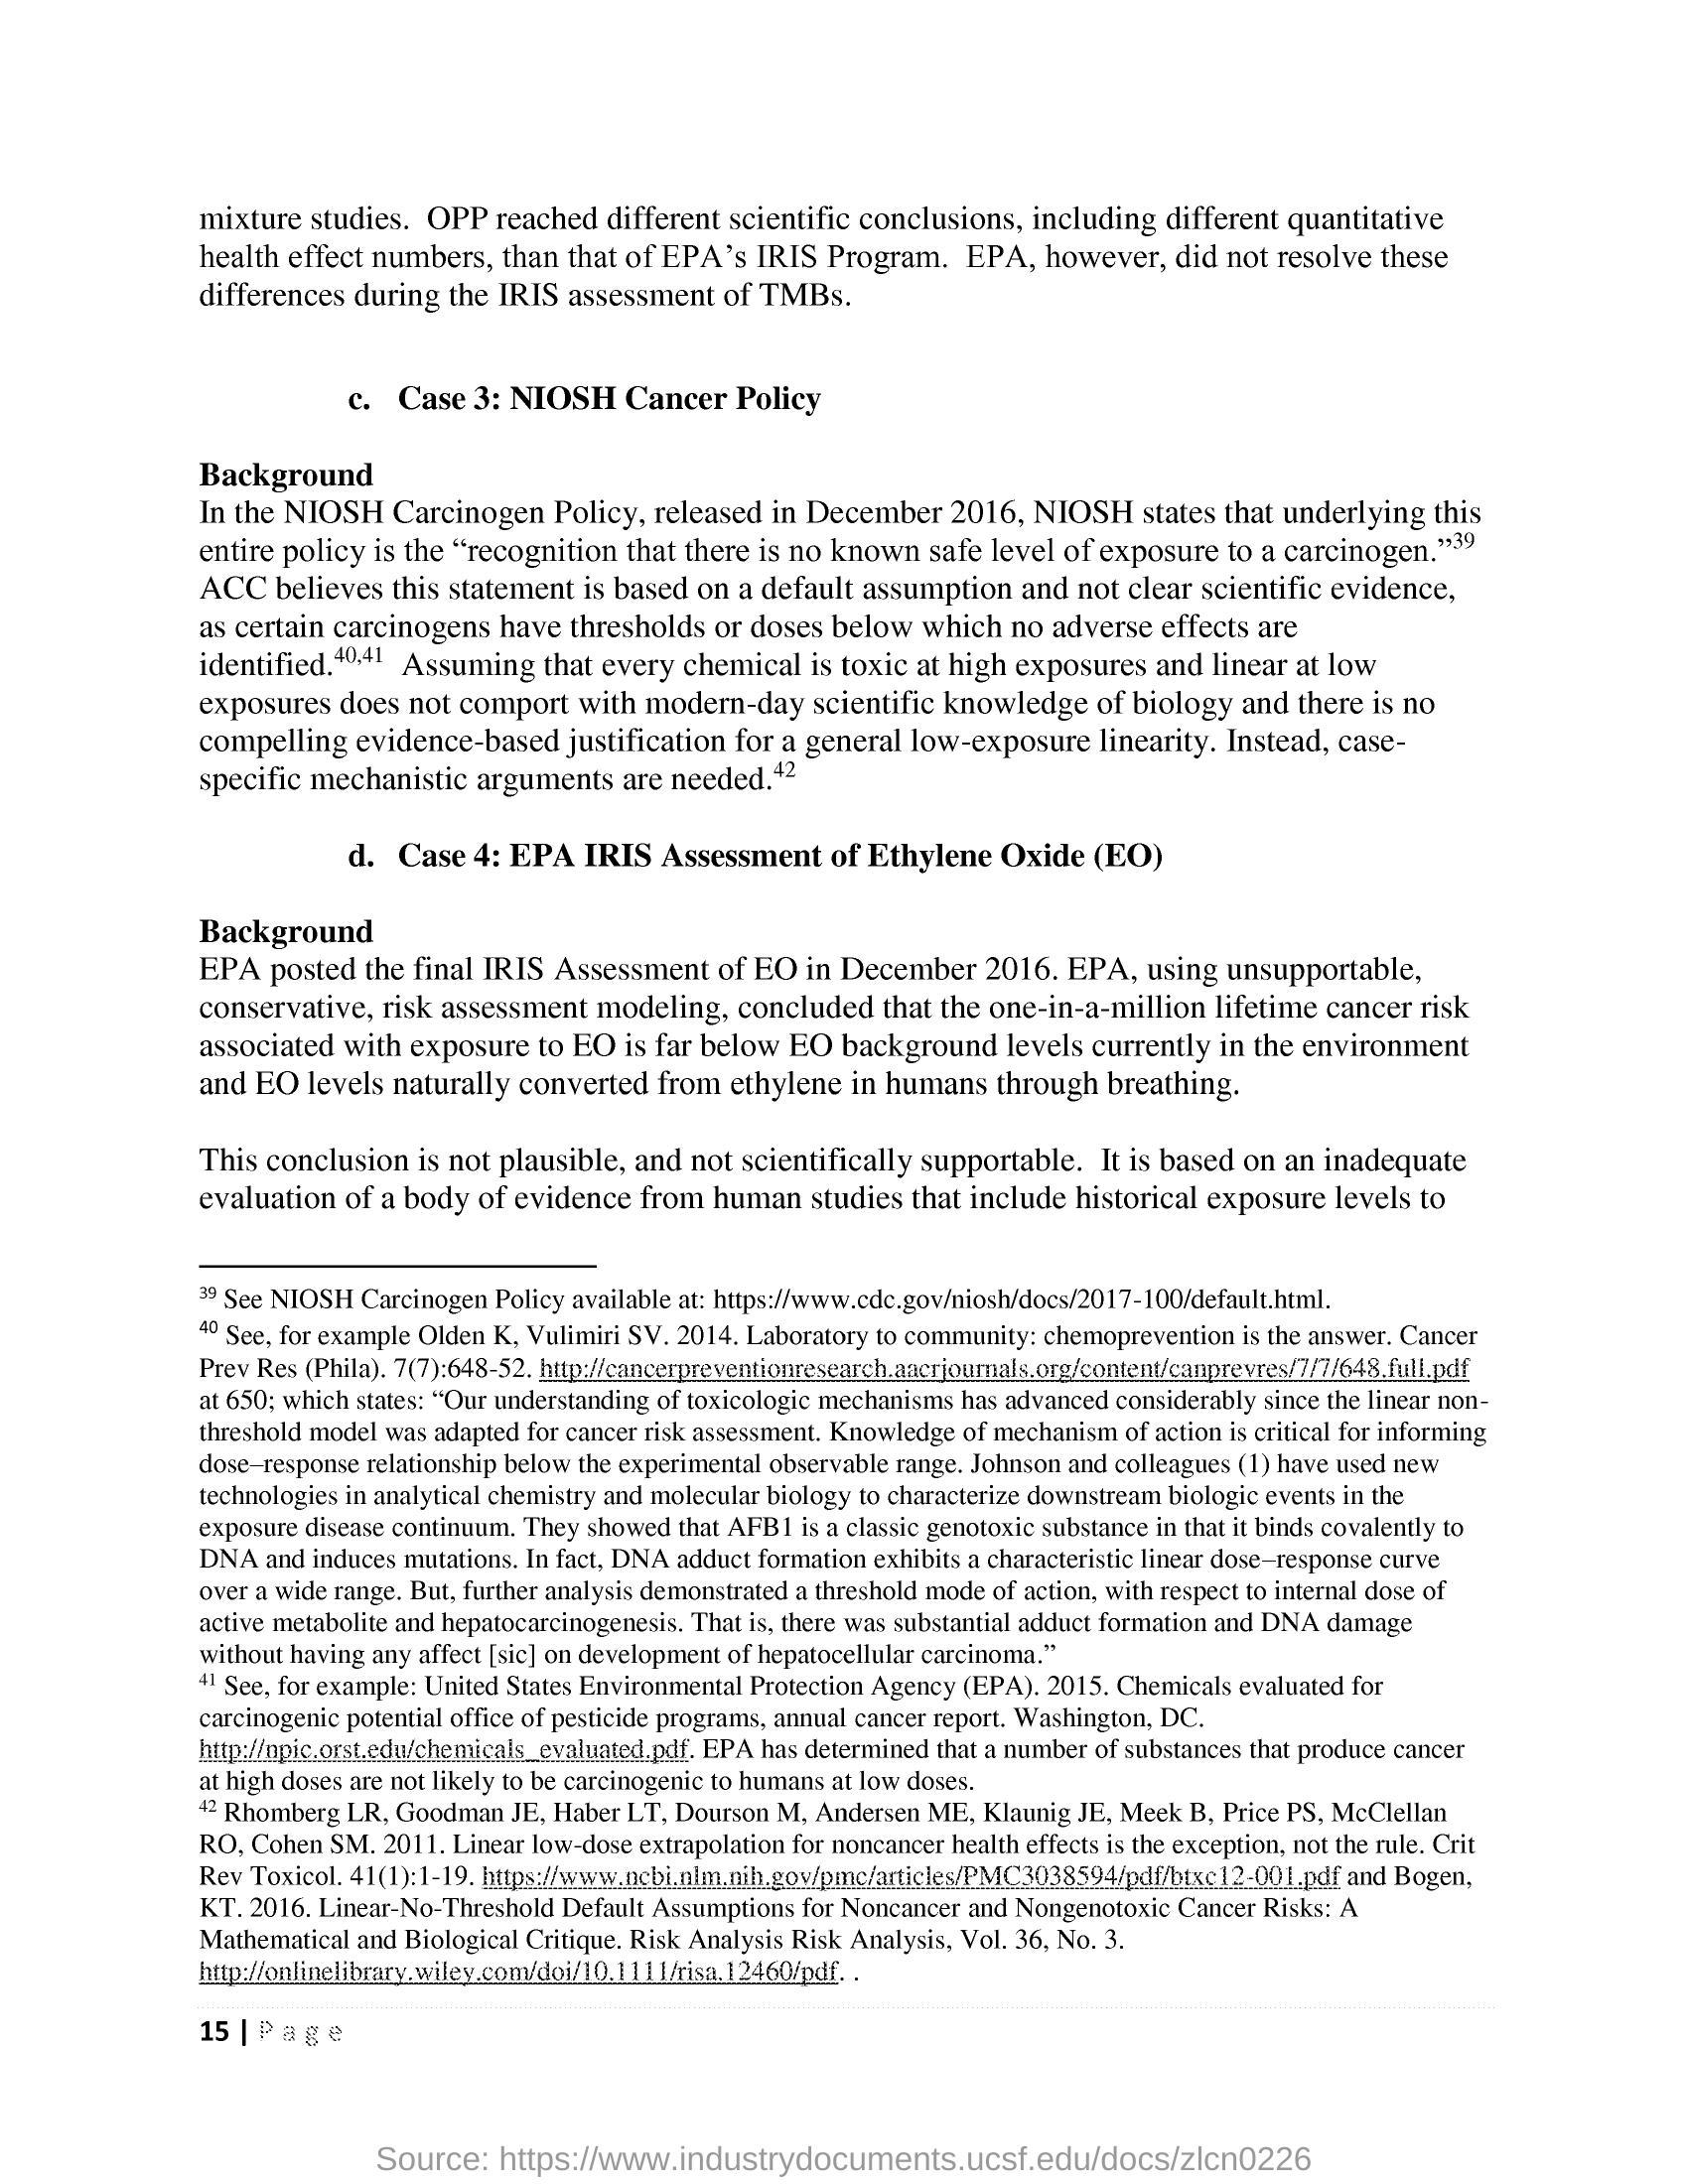 mixture studies.  OPP reached different scientific conclusions, including different quantitative
health effect numbers, than that of EPA’s IRIS Program.  EPA, however, did not resolve these
differences during the IRIS assessment of TMBs.
c. Case 3: NIOSH Cancer Policy
Background
In the NIOSH Carcinogen Policy, released in December 2016, NIOSH states that underlying this
entire policy is the “recognition that there is no known safe level of exposure to a carcinogen.”39
ACC believes this statement is based on a default assumption and not clear scientific evidence,
as certain carcinogens have thresholds or doses below which no adverse effects are
identified.40,41  Assuming that every chemical is toxic at high exposures and linear at low
exposures does not comport with modern-day scientific knowledge of biology and there is no
compelling evidence-based justification for a general low-exposure linearity. Instead, case-
specific mechanistic arguments are needed.42
d. Case 4: EPA IRIS Assessment of Ethylene Oxide (EO)
Background
EPA posted the final IRIS Assessment of EO in December 2016. EPA, using unsupportable,
conservative, risk assessment modeling, concluded that the one-in-a-million lifetime cancer risk
associated with exposure to EO is far below EO background levels currently in the environment
and EO levels naturally converted from ethylene in humans through breathing.
This conclusion is not plausible, and not scientifically supportable.  It is based on an inadequate
evaluation of a body of evidence from human studies that include historical exposure levels to
39 See NIOSH Carcinogen Policy available at: https://www.cdc.gov/niosh/docs/2017-100/default.html.
40 See, for example Olden K, Vulimiri SV. 2014. Laboratory to community: chemoprevention is the answer. Cancer
Prev Res (Phila). 7(7):648-52. http://cancerpreventionresearch.aacrjournals.org/content/canprevres/7/7/648.full.pdf
at 650; which states: “Our understanding of toxicologic mechanisms has advanced considerably since the linear non-
threshold model was adapted for cancer risk assessment. Knowledge of mechanism of action is critical for informing
dose–response relationship below the experimental observable range. Johnson and colleagues (1) have used new
technologies in analytical chemistry and molecular biology to characterize downstream biologic events in the
exposure disease continuum. They showed that AFB1 is a classic genotoxic substance in that it binds covalently to
DNA and induces mutations. In fact, DNA adduct formation exhibits a characteristic linear dose–response curve
over a wide range. But, further analysis demonstrated a threshold mode of action, with respect to internal dose of
active metabolite and hepatocarcinogenesis. That is, there was substantial adduct formation and DNA damage
without having any affect [sic] on development of hepatocellular carcinoma.”
41 See, for example: United States Environmental Protection Agency (EPA). 2015. Chemicals evaluated for
carcinogenic potential office of pesticide programs, annual cancer report. Washington, DC.
http://npic.orst.edu/chemicals_evaluated.pdf. EPA has determined that a number of substances that produce cancer
at high doses are not likely to be carcinogenic to humans at low doses.
42 Rhomberg LR, Goodman JE, Haber LT, Dourson M, Andersen ME, Klaunig JE, Meek B, Price PS, McClellan
RO, Cohen SM. 2011. Linear low-dose extrapolation for noncancer health effects is the exception, not the rule. Crit
Rev Toxicol. 41(1):1-19. https://www.ncbi.nlm.nih.gov/pmc/articles/PMC3038594/pdf/btxc12-001.pdf and Bogen,
KT. 2016. Linear-No-Threshold Default Assumptions for Noncancer and Nongenotoxic Cancer Risks: A
Mathematical and Biological Critique. Risk Analysis Risk Analysis, Vol. 36, No. 3.
http://onlinelibrary.wiley.com/doi/10.1111/risa.12460/pdf. .
15 | Page
Source: https://www.industrydocuments.ucsf.edu/docs/zlcn0226